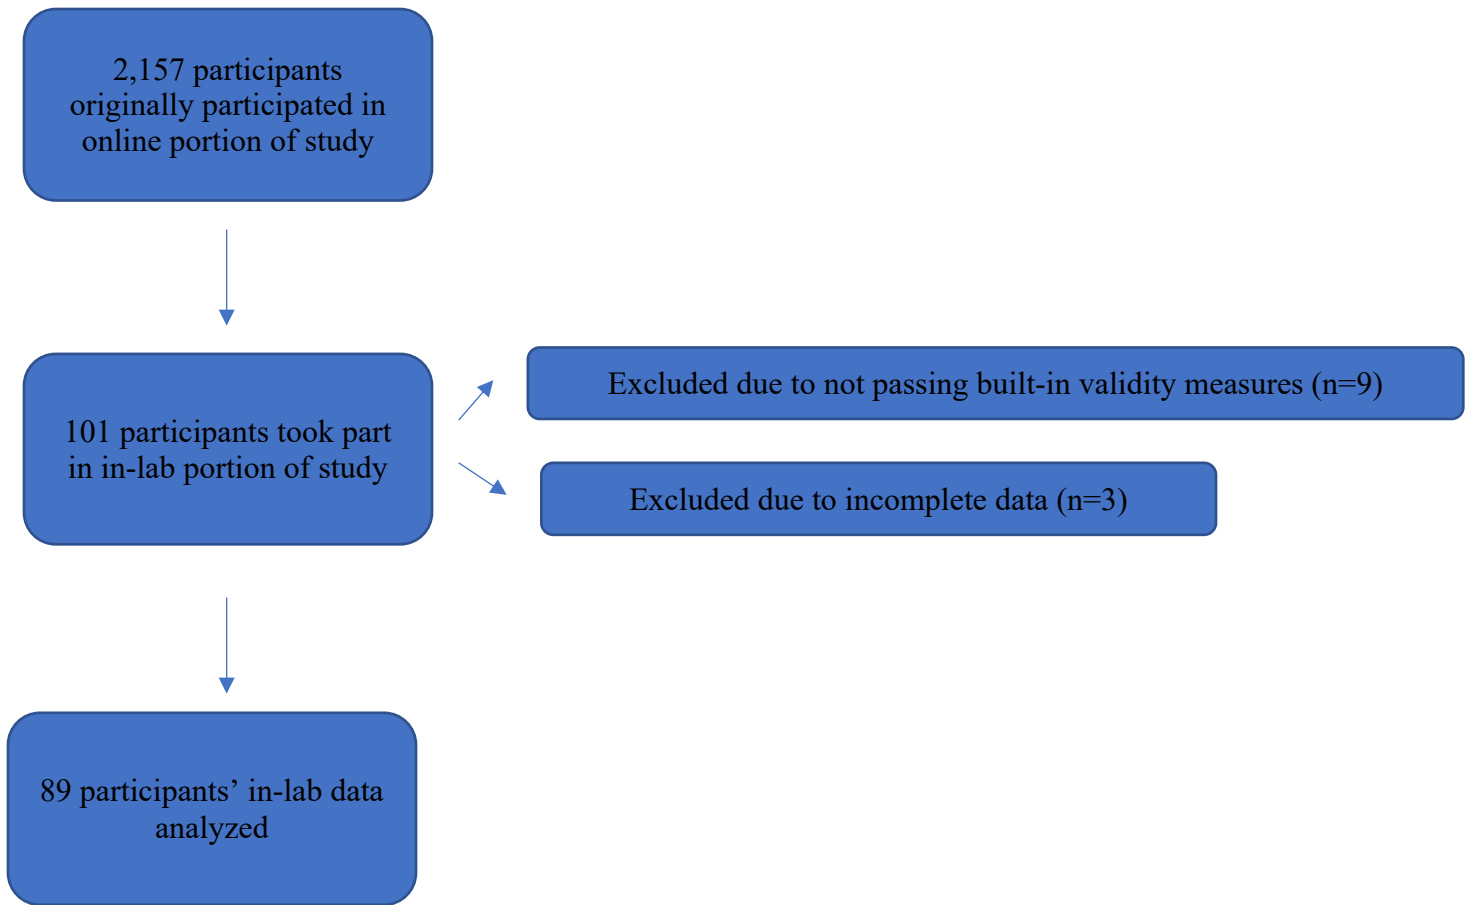 2,157 participants
originally participated in
online portion of study
101 participants took part
in in-lab portion of study
Excluded due to not passing built-in validity measures (n=9)
Excluded due to incomplete data (n=3)
89 participants’ in-lab data
analyzed